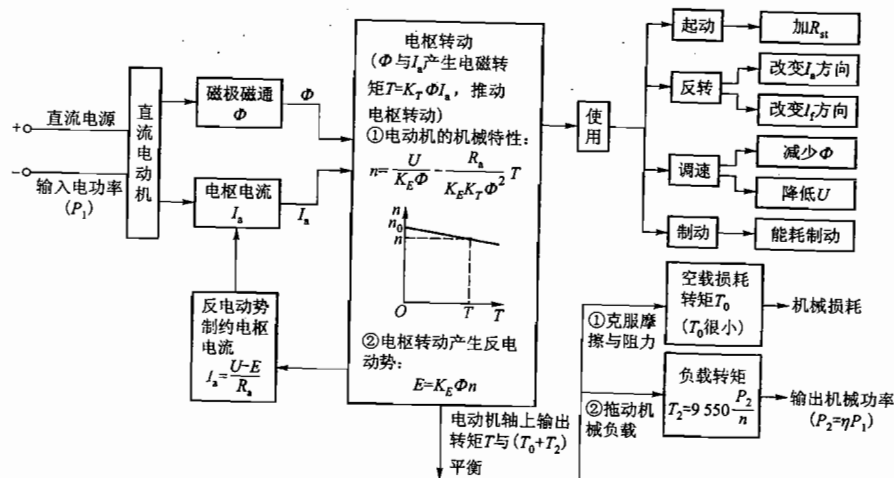 直流电源
+
−
输入电功率
(P₁)
直流电动机
磁极磁通
Φ
Φ
电枢电流
Iₐ
Iₐ
反电动势
制约电枢
电流
Iₐ=(U-E)/Rₐ
电枢转动
(Φ与Iₐ产生电磁转
矩T=K_TΦIₐ，推动
电枢转动)
①电动机的机械特性：
n=U/(K_EΦ)-Rₐ/(K_EK_TΦ²)T
n
n₀
n
O
T
T
②电枢转动产生反电
动势：
E=K_EΦn
电动机轴上输出
转矩T与(T₀+T₂)
平衡
使用
起动
加R_st
反转
改变Iₐ方向
改变I_f方向
调速
减少Φ
降低U
制动
能耗制动
①克服摩
擦与阻力
空载损耗
转矩T₀
(T₀很小)
机械损耗
②拖动机
械负载
负载转矩
T₂=9 550 P₂/n
输出机械功率
(P₂=ηP₁)